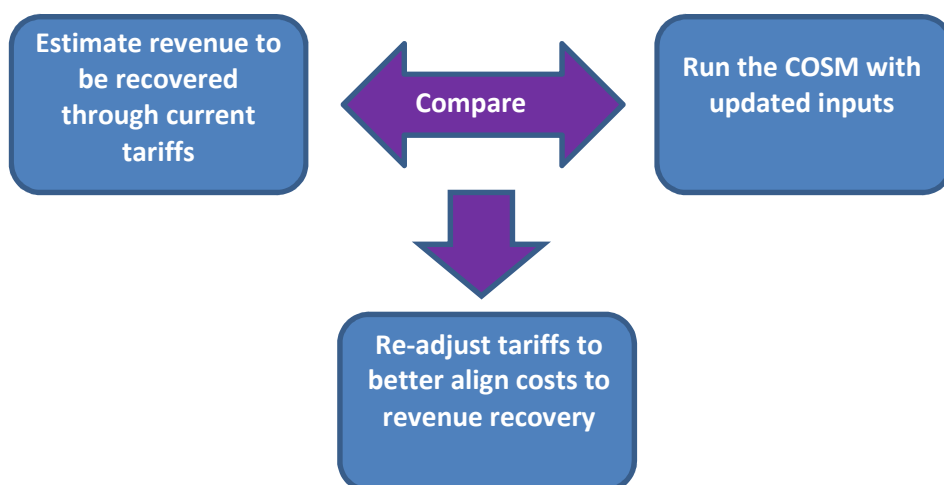 Estimate revenue to
be recovered
through current
tariffs
Compare
Run the COSM with
updated inputs
Re-adjust tariffs to
better align costs to
revenue recovery